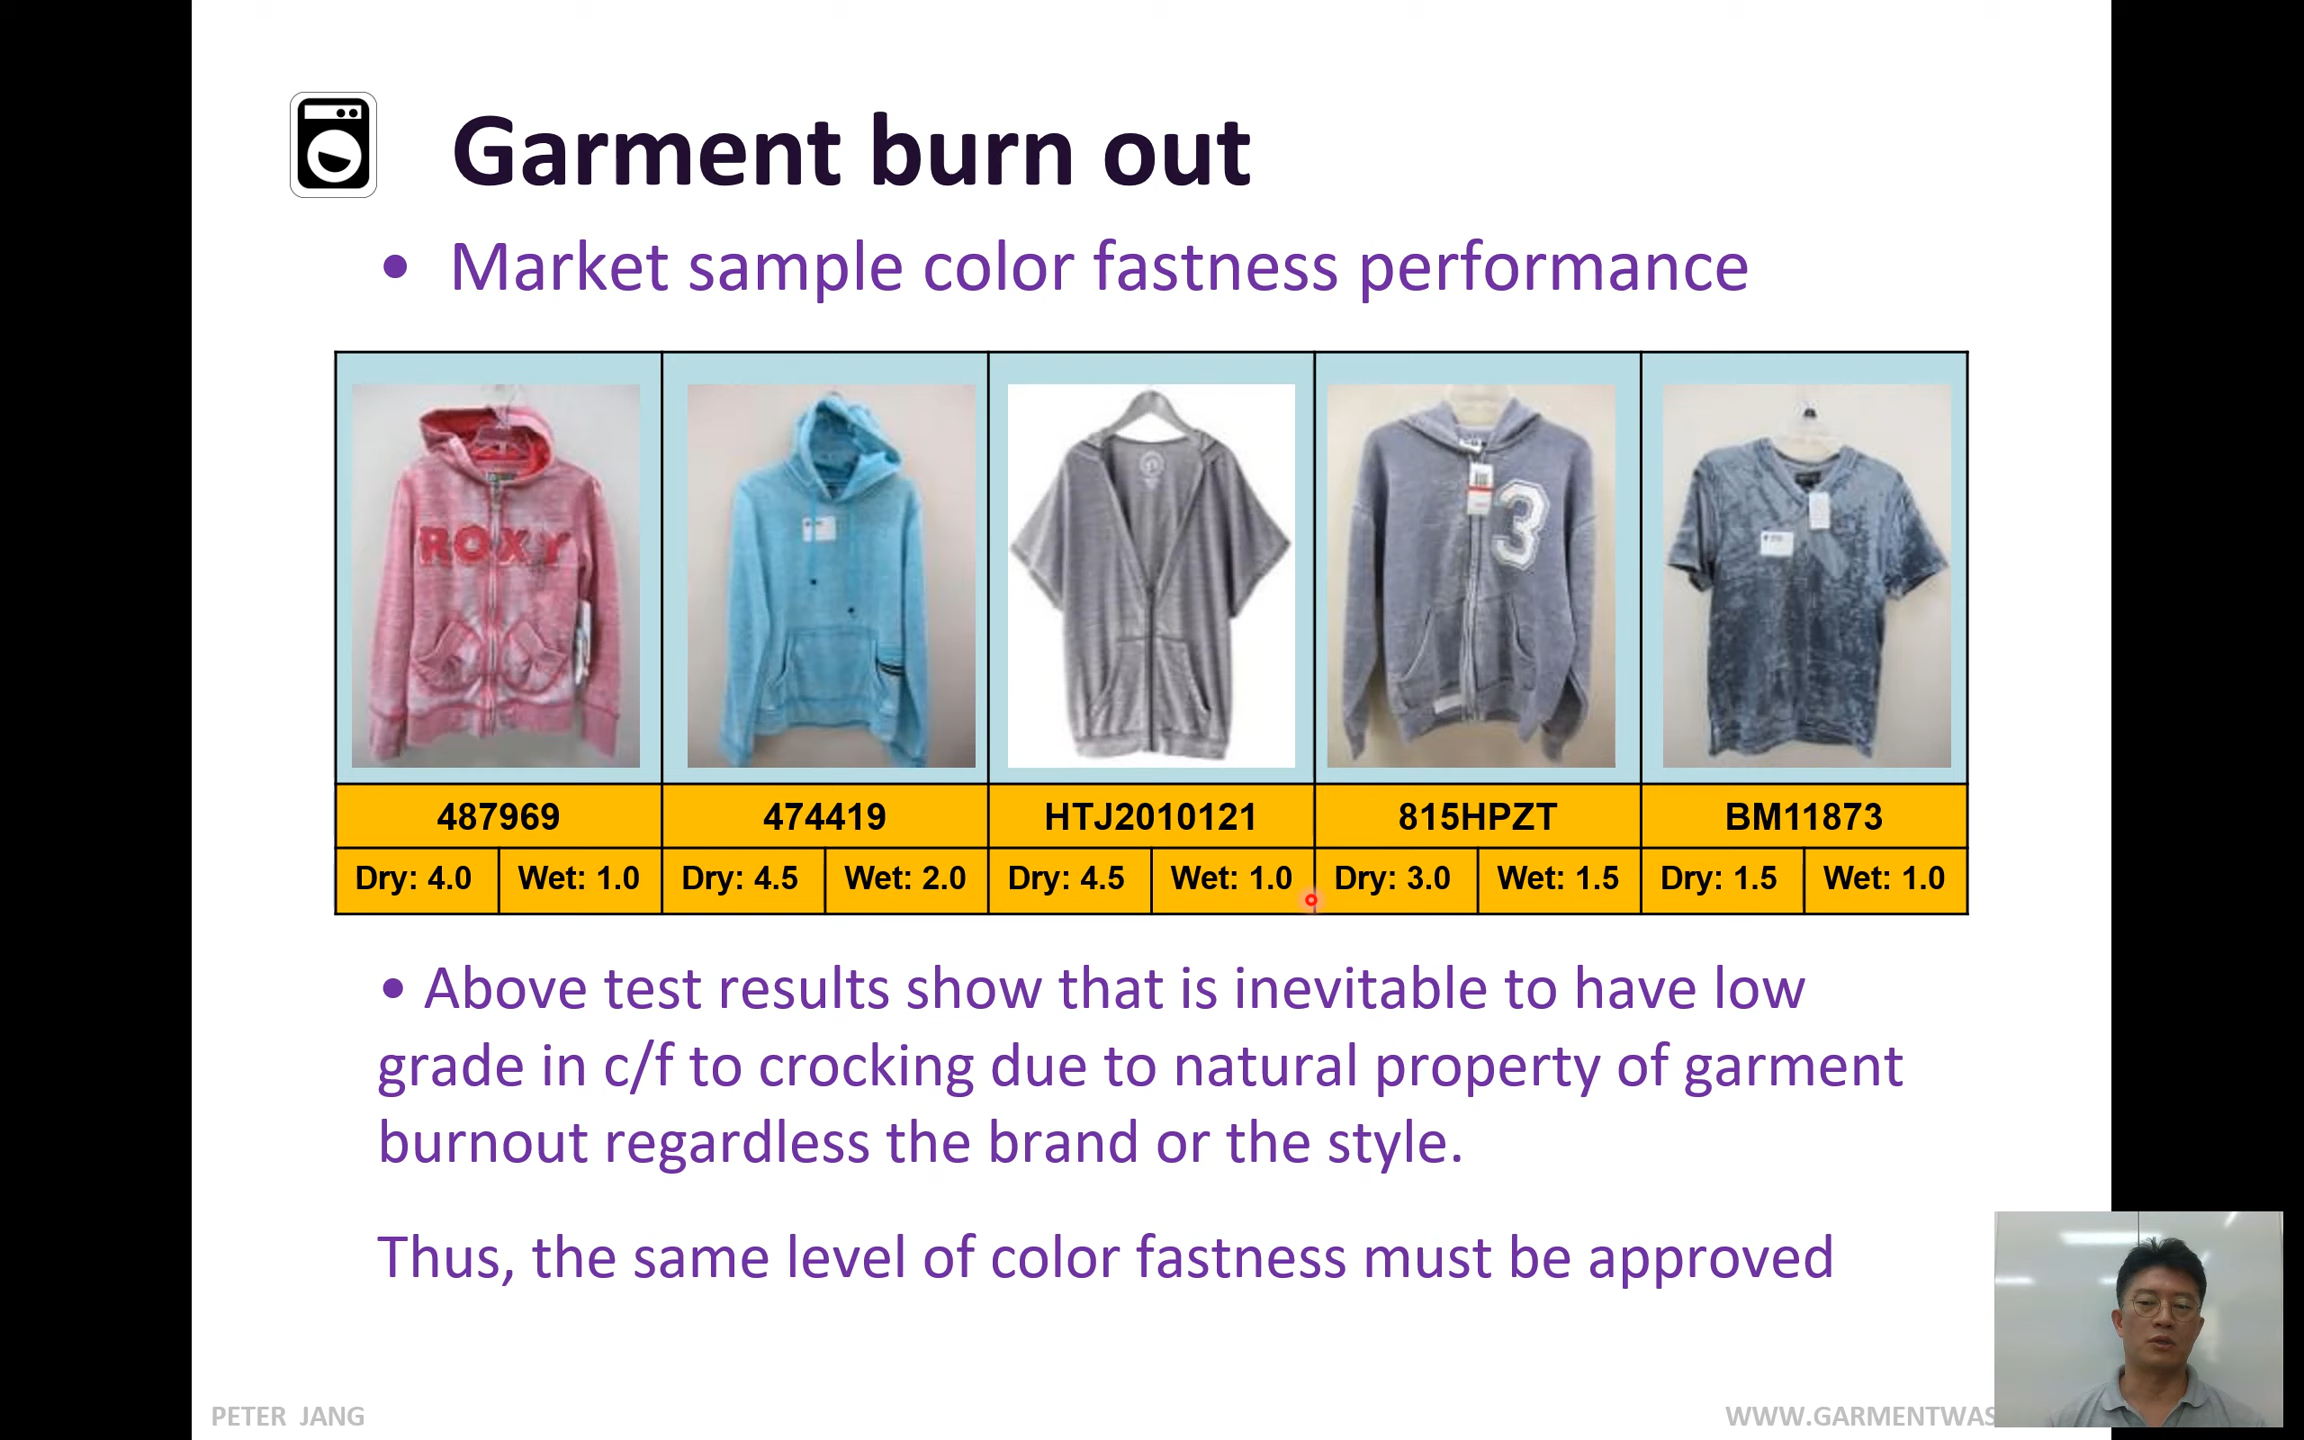 Garment burn out
• Market sample color fastness performance
ROXY
3
487969 474419 HTJ2010121 815HPZT BM11873
Dry: 4.0 Wet: 1.0 Dry: 4.5 Wet: 2.0 Dry: 4.5 Wet: 1.0 Dry: 3.0 Wet: 1.5 Dry: 1.5 Wet: 1.0
• Above test results show that is inevitable to have low
grade in c/f to crocking due to natural property of garment
burnout regardless the brand or the style.
Thus, the same level of color fastness must be approved
PETER JANG
WWW.GARMENTWAS